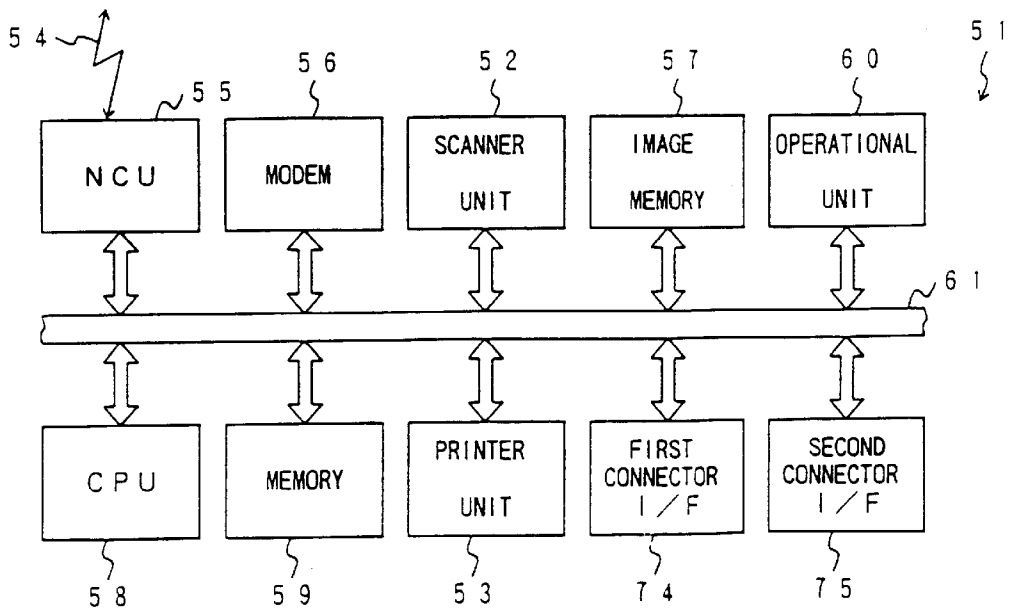 54
51
55
56
52
57
60
NCU
MODEM
SCANNER
UNIT
IMAGE
MEMORY
OPERATIONAL
UNIT
61
CPU
MEMORY
PRINTER
UNIT
FIRST
CONNECTOR
I/F
SECOND
CONNECTOR
I/F
58
59
53
74
75